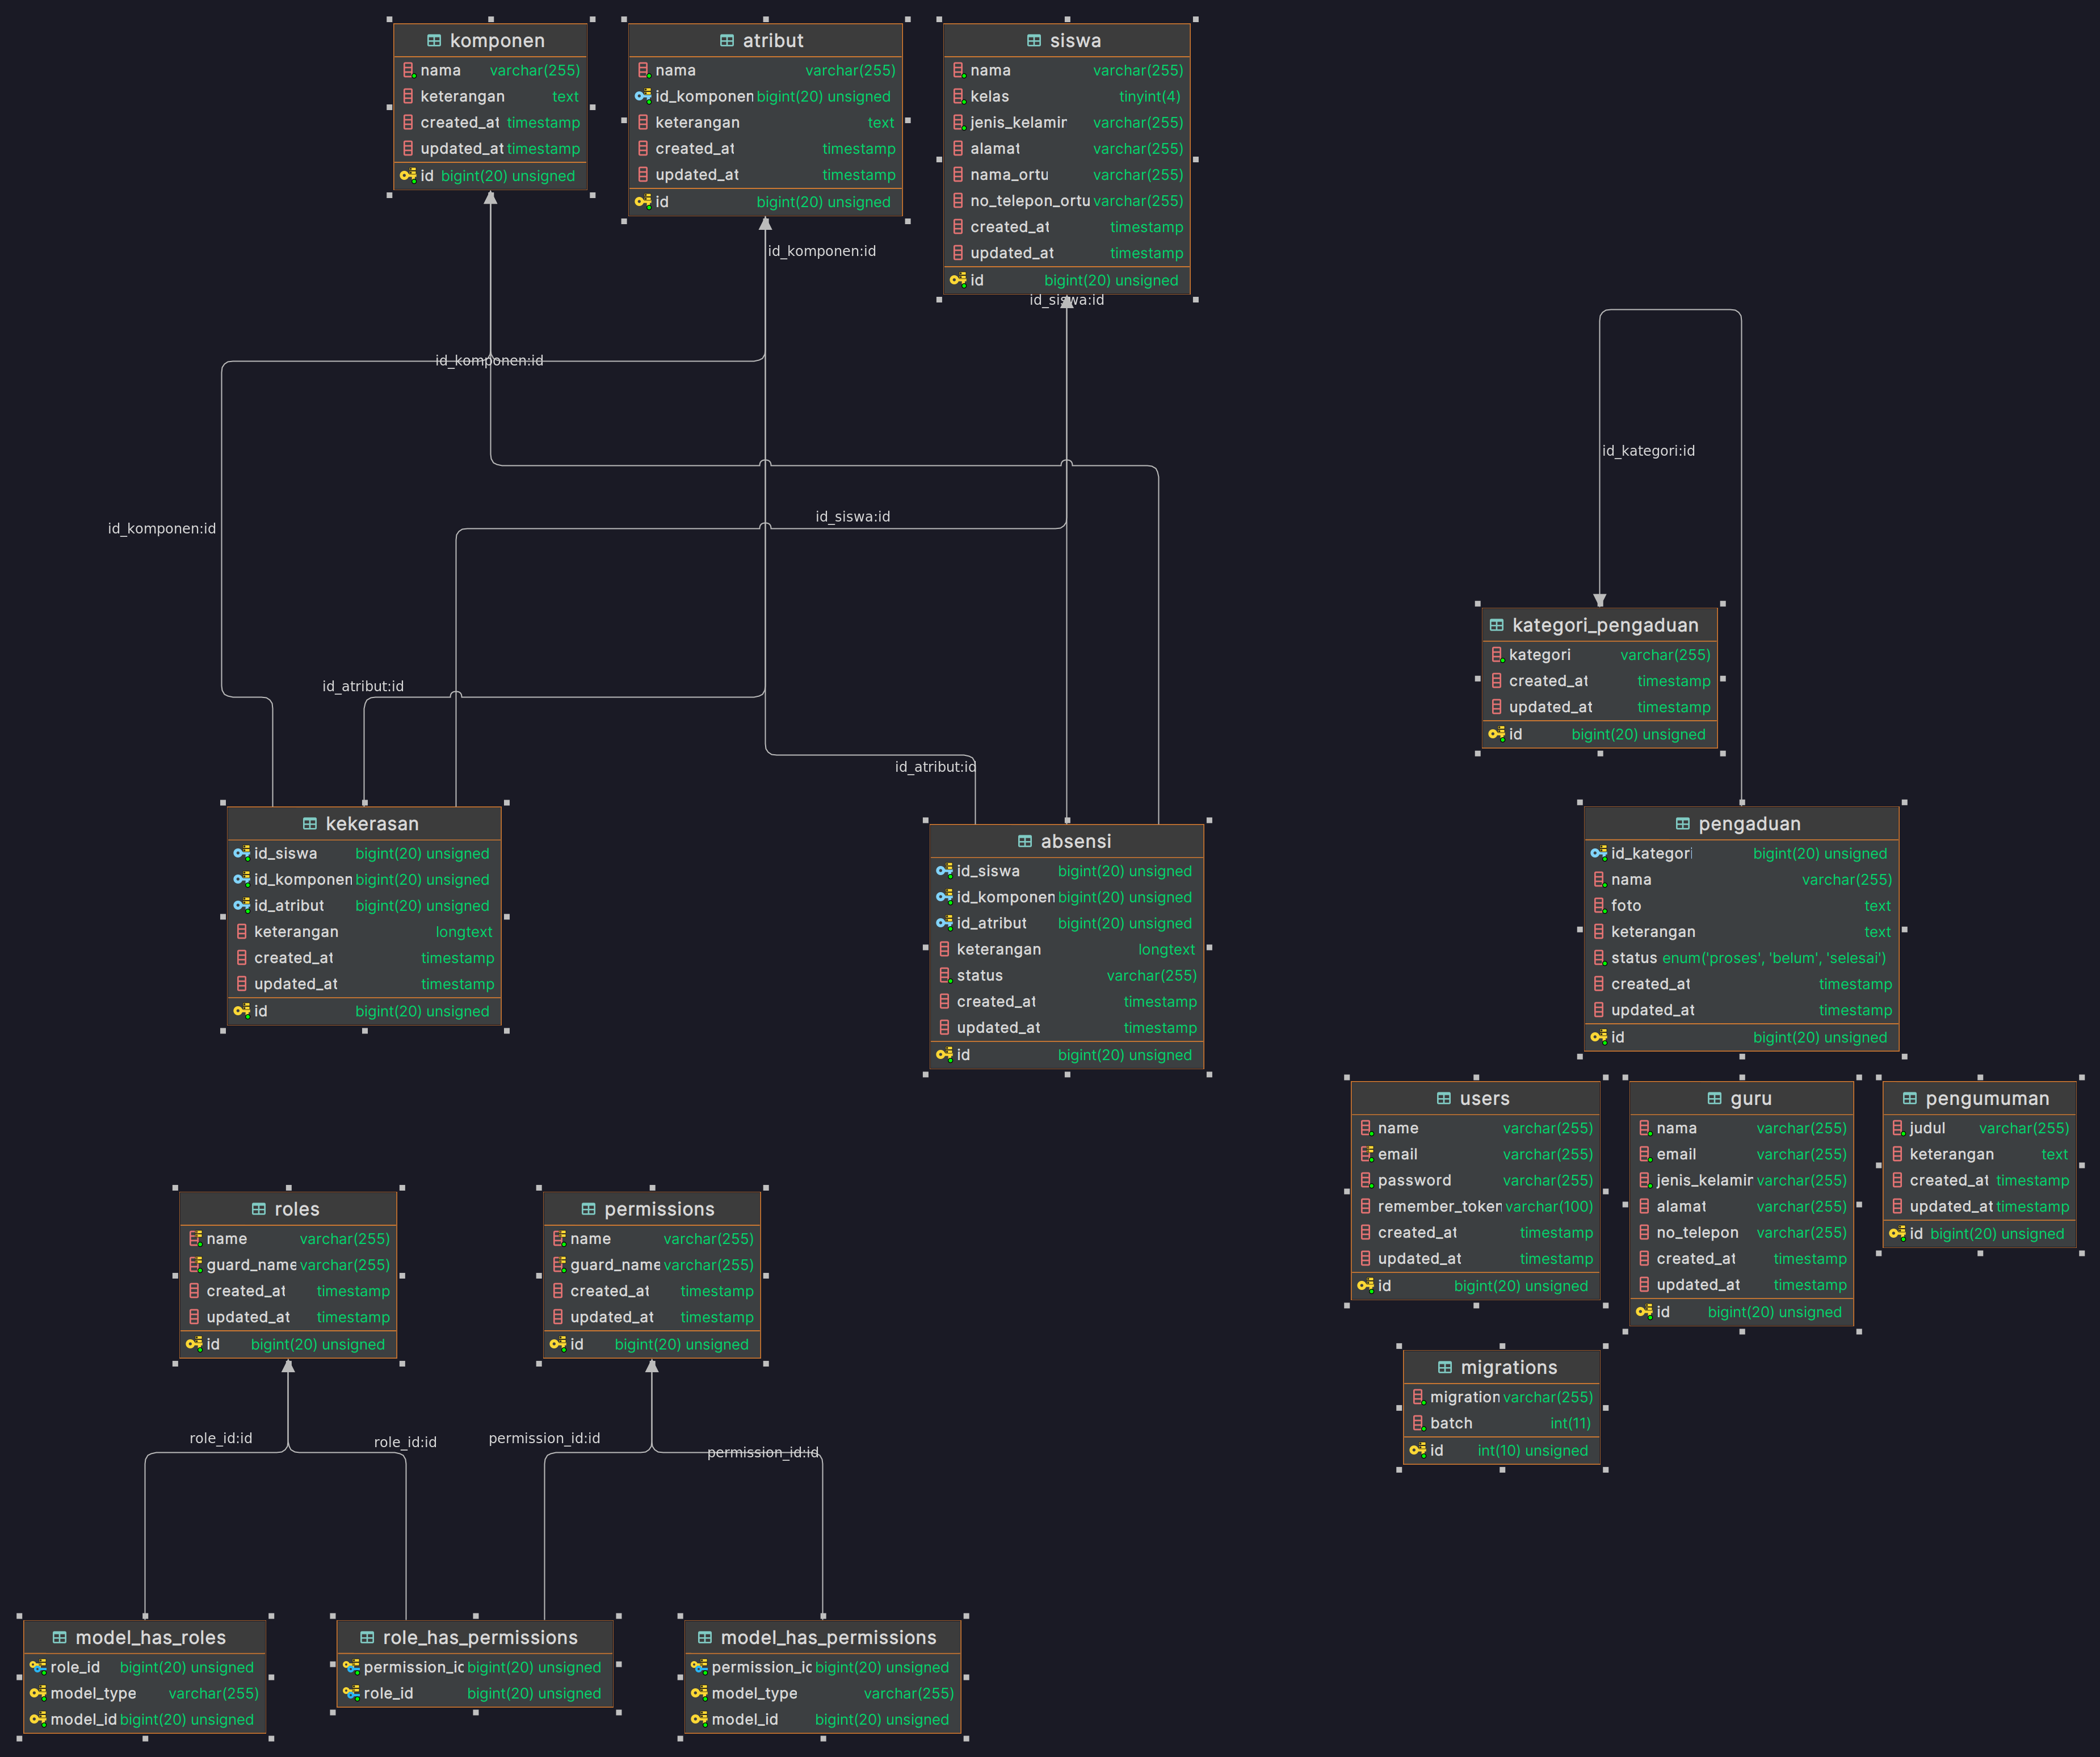 komponen
nama varchar(255)
keterangan text
created_at timestamp
updated_at timestamp
id bigint(20) unsigned
atribut
nama varchar(255)
id_komponen bigint(20) unsigned
keterangan text
created_at timestamp
updated_at timestamp
id bigint(20) unsigned
siswa
nama varchar(255)
kelas tinyint(4)
jenis_kelamin varchar(255)
alamat varchar(255)
nama_ortu varchar(255)
no_telepon_ortu varchar(255)
created_at timestamp
updated_at timestamp
id bigint(20) unsigned
id_komponen:id
id_siswa:id
id_komponen:id
id_kategori:id
id_siswa:id
id_komponen:id
id_atribut:id
id_atribut:id
kategori_pengaduan
kategori varchar(255)
created_at timestamp
updated_at timestamp
id bigint(20) unsigned
kekerasan
id_siswa bigint(20) unsigned
id_komponen bigint(20) unsigned
id_atribut bigint(20) unsigned
keterangan longtext
created_at timestamp
updated_at timestamp
id bigint(20) unsigned
absensi
id_siswa bigint(20) unsigned
id_komponen bigint(20) unsigned
id_atribut bigint(20) unsigned
keterangan longtext
status varchar(255)
created_at timestamp
updated_at timestamp
id bigint(20) unsigned
pengaduan
id_kategori bigint(20) unsigned
nama varchar(255)
foto text
keterangan text
status enum('proses', 'belum', 'selesai')
created_at timestamp
updated_at timestamp
id bigint(20) unsigned
users
name varchar(255)
email varchar(255)
password varchar(255)
remember_token varchar(100)
created_at timestamp
updated_at timestamp
id bigint(20) unsigned
guru
nama varchar(255)
email varchar(255)
jenis_kelamin varchar(255)
alamat varchar(255)
no_telepon varchar(255)
created_at timestamp
updated_at timestamp
id bigint(20) unsigned
pengumuman
judul varchar(255)
keterangan text
created_at timestamp
updated_at timestamp
id bigint(20) unsigned
roles
name varchar(255)
guard_name varchar(255)
created_at timestamp
updated_at timestamp
id bigint(20) unsigned
permissions
name varchar(255)
guard_name varchar(255)
created_at timestamp
updated_at timestamp
id bigint(20) unsigned
migrations
migration varchar(255)
batch int(11)
id int(10) unsigned
role_id:id
role_id:id
permission_id:id
permission_id:id
model_has_roles
role_id bigint(20) unsigned
model_type varchar(255)
model_id bigint(20) unsigned
role_has_permissions
permission_id bigint(20) unsigned
role_id bigint(20) unsigned
model_has_permissions
permission_id bigint(20) unsigned
model_type varchar(255)
model_id bigint(20) unsigned